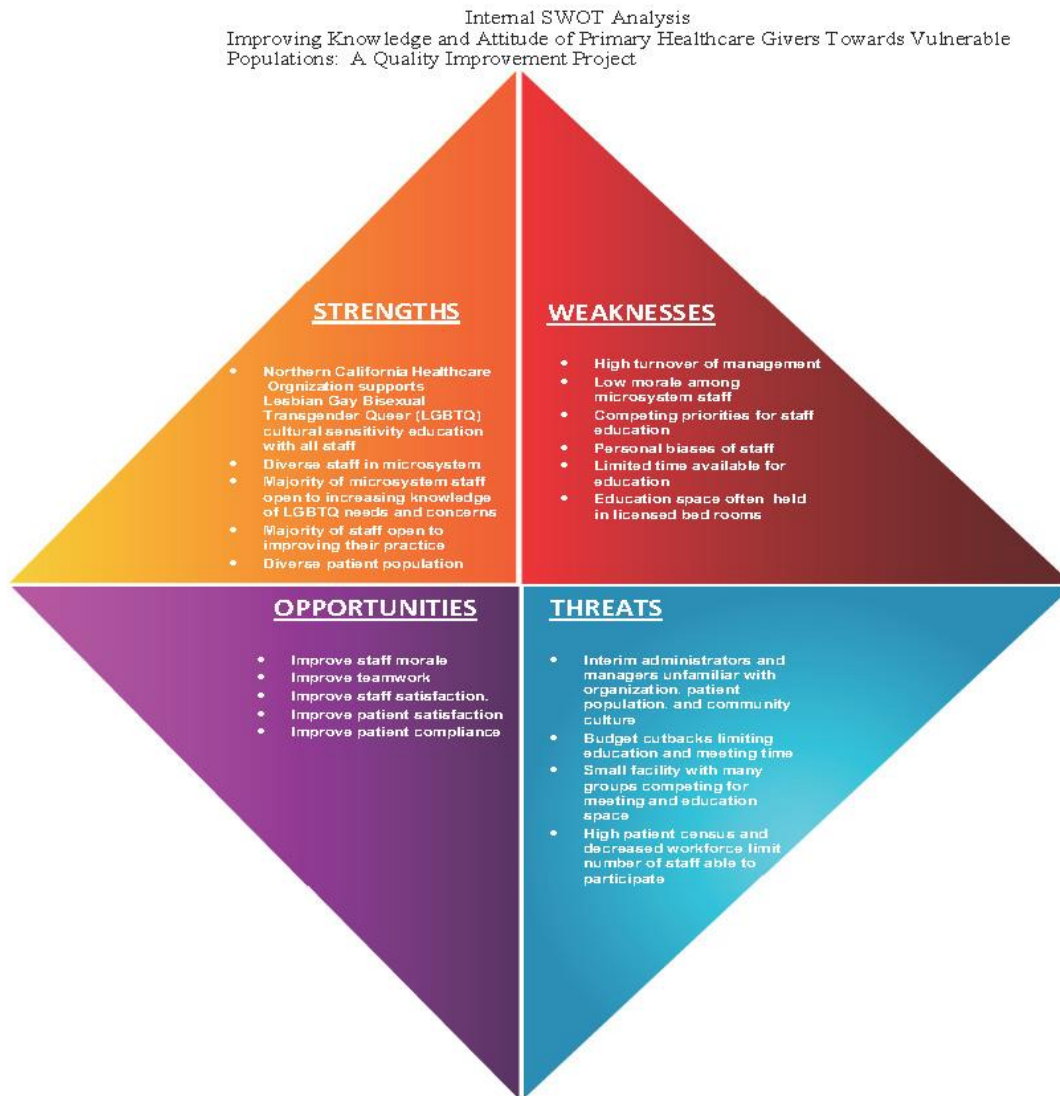 Internal SWOT Analysis
Improving Knowledge and Attitude of Primary Healthcare Givers Towards Vulnerable
Populations:  A Quality Improvement Project
STRENGTHS
• Northern California Healthcare
Orgnization supports
Lesbian Gay Bisexual
Transgender Queer (LGBTQ)
cultural sensitivity education
with all staff
• Diverse staff in microsystem
• Majority of microsystem staff
open to increasing knowledge
of LGBTQ needs and concerns
• Majority of staff open to
improving their practice
• Diverse patient population
WEAKNESSES
• High turnover of management
• Low morale among
microsystem staff
• Competing priorities for staff
education
• Personal biases of staff
• Limited time available for
education
• Education space often held
in licensed bed rooms
OPPORTUNITIES
• Improve staff morale
• Improve teamwork
• Improve staff satisfaction.
• Improve patient satisfaction
• Improve patient compliance
THREATS
• Interim administrators and
managers unfamiliar with
organization. patient
population. and community
culture
• Budget cutbacks limiting
education and meeting time
• Small facility with many
groups competing for
meeting and education
space
• High patient census and
decreased workforce limit
number of staff able to
participate